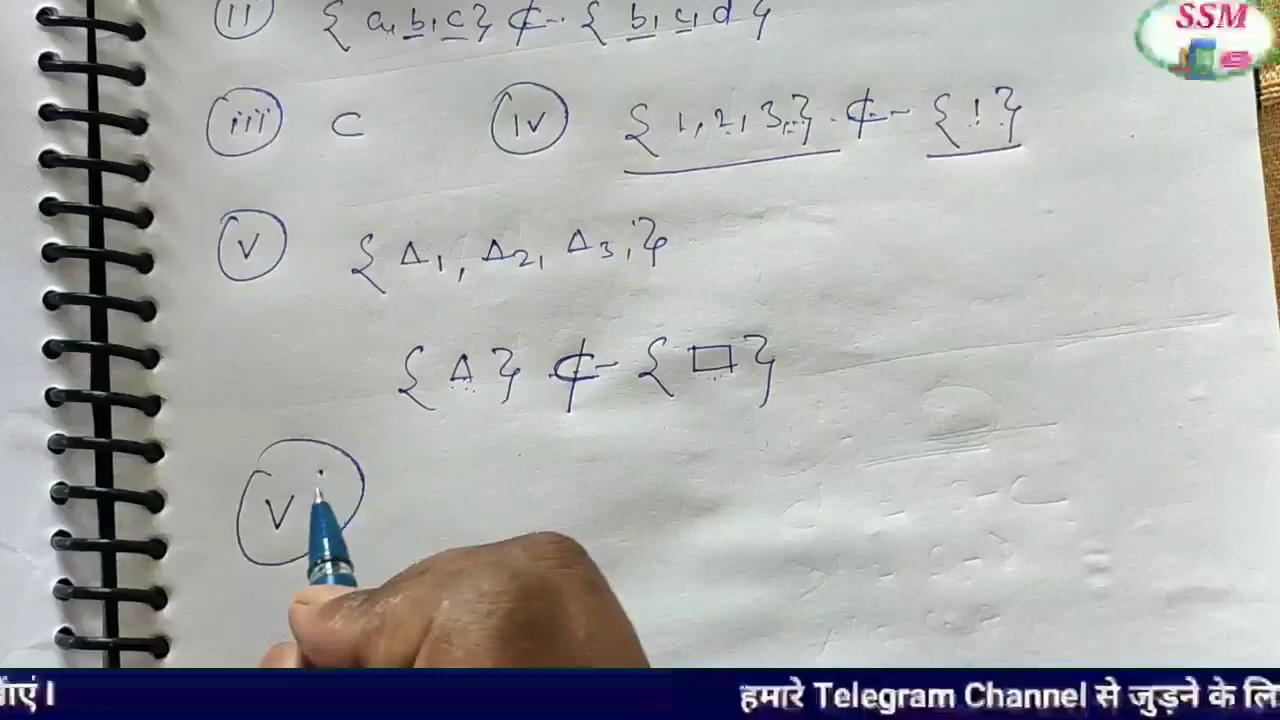 ii {a, b, c} ⊄ {b, c, d}
SSM
iii ⊂ iv {1, 2, 3,} ⊄ {1}
v {Δ1, Δ2, Δ3,}
{Δ} ⊄ {□}
vi
हमारे Telegram Channel से जुड़ने के